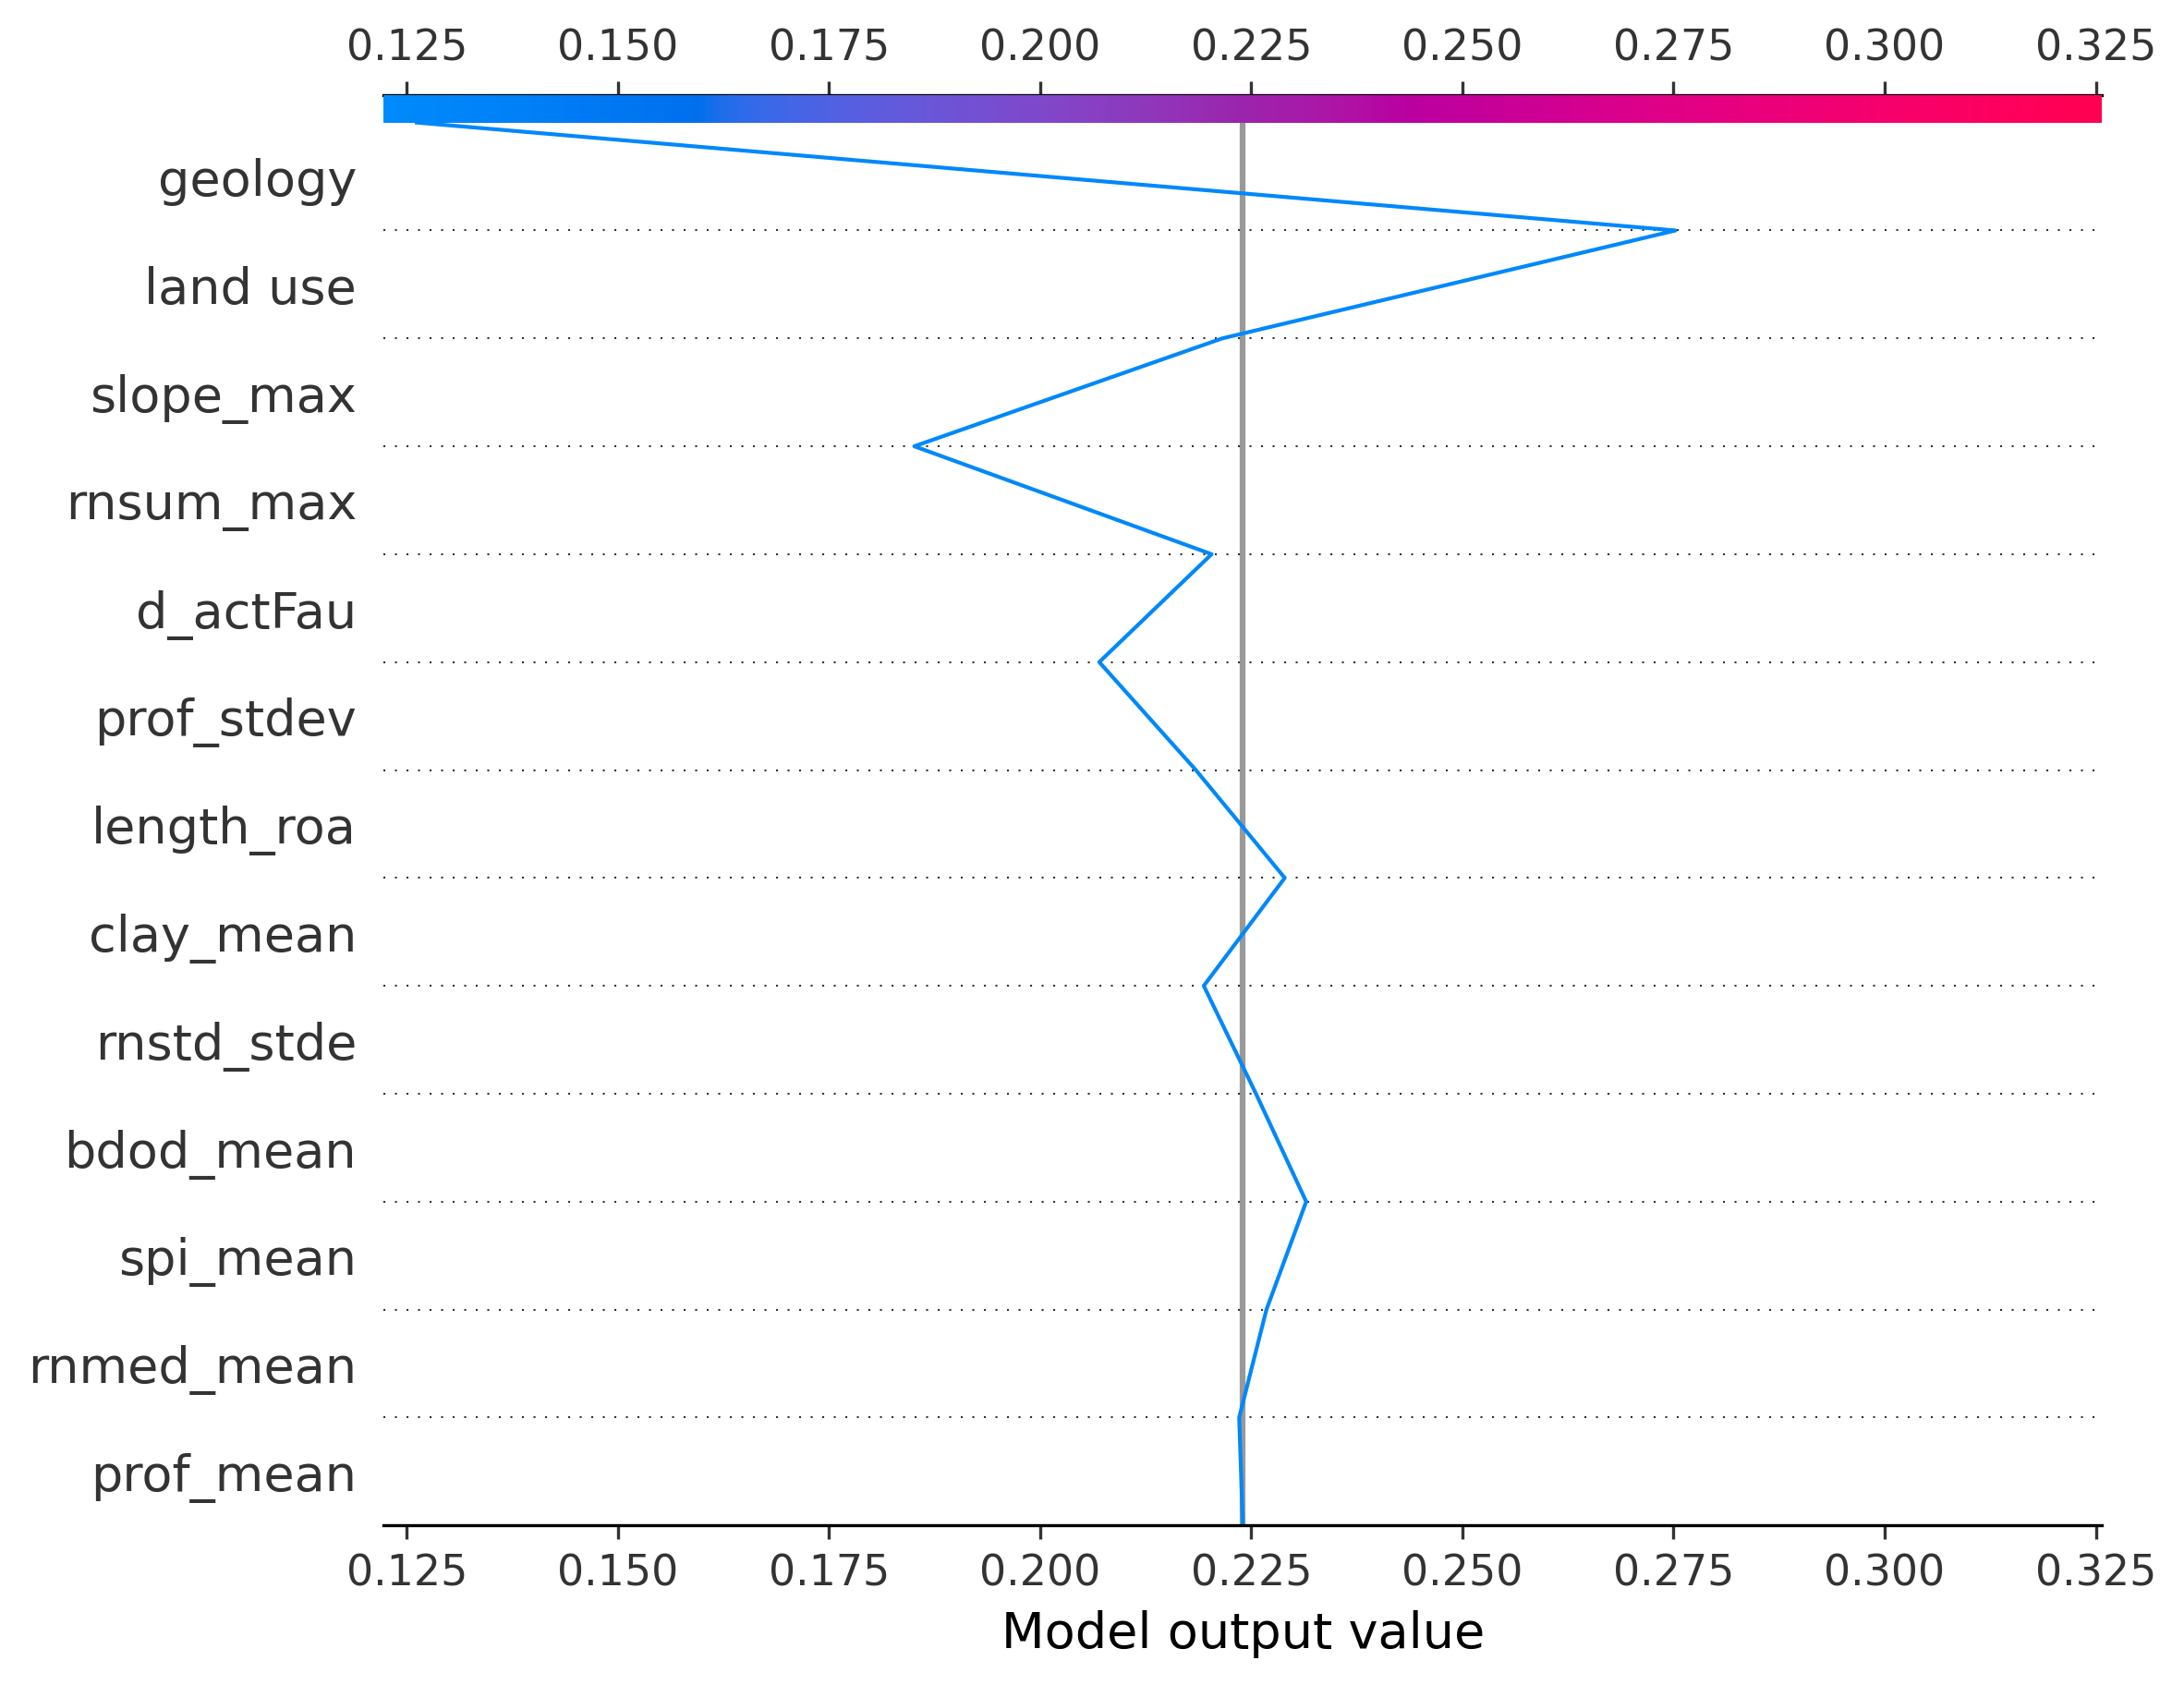 0.125 0.150 0.175 0.200 0.225 0.250 0.275 0.300 0.325
geology
land use
slope_max
rnsum_max
d_actFau
prof_stdev
length_roa
clay_mean
rnstd_stde
bdod_mean
spi_mean
rnmed_mean
prof_mean
0.125 0.150 0.175 0.200 0.225 0.250 0.275 0.300 0.325
Model output value